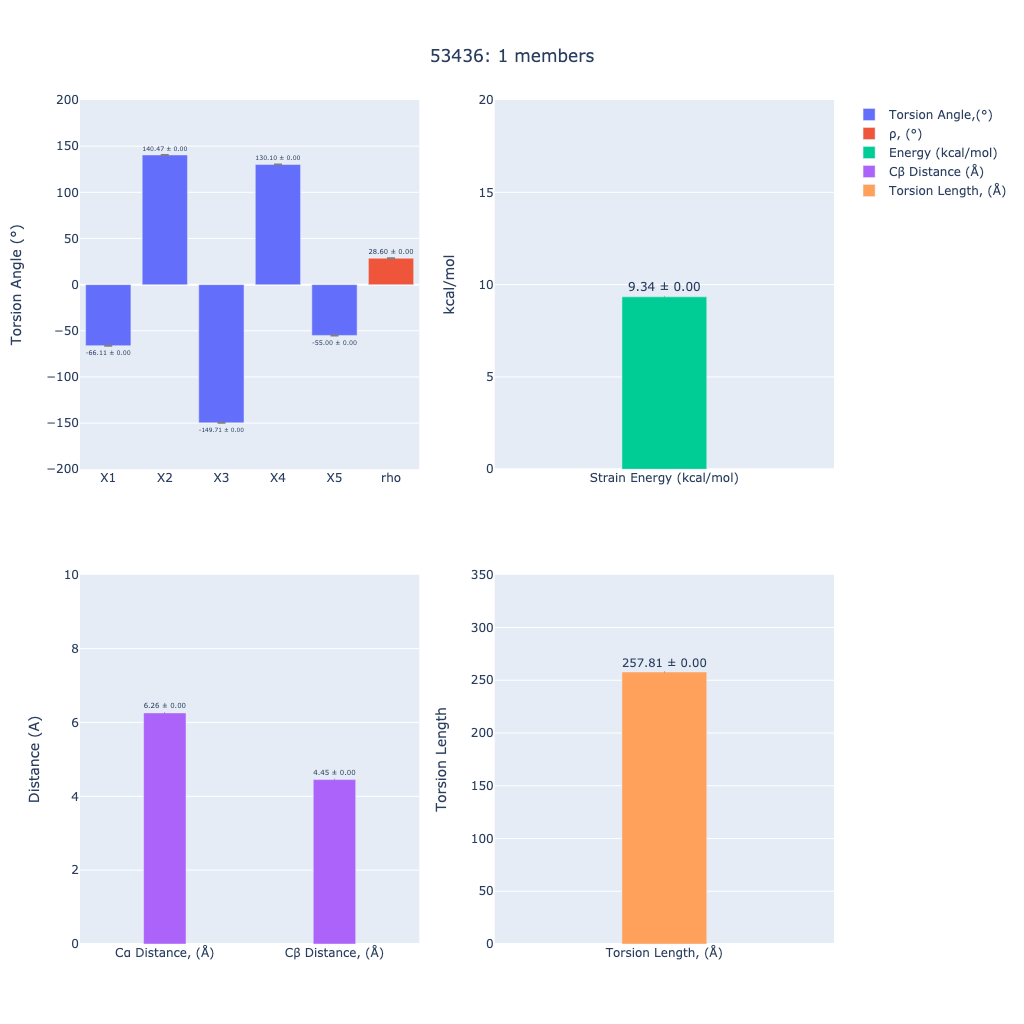 53436: 1 members
200
150
100
50
0
−50
−100
−150
−200
Torsion Angle (°)
140.47 ± 0.00
130.10 ± 0.00
28.60 ± 0.00
-66.11 ± 0.00
-55.00 ± 0.00
-149.71 ± 0.00
X1 X2 X3 X4 X5 rho
20
15
10
5
0
kcal/mol
9.34 ± 0.00
Strain Energy (kcal/mol)
Torsion Angle,(°)
ρ, (°)
Energy (kcal/mol)
Cβ Distance (Å)
Torsion Length, (Å)
10
8
6
4
2
0
Distance (A)
6.26 ± 0.00
4.45 ± 0.00
Cα Distance, (Å) Cβ Distance, (Å)
350
300
250
200
150
100
50
0
Torsion Length
257.81 ± 0.00
Torsion Length, (Å)